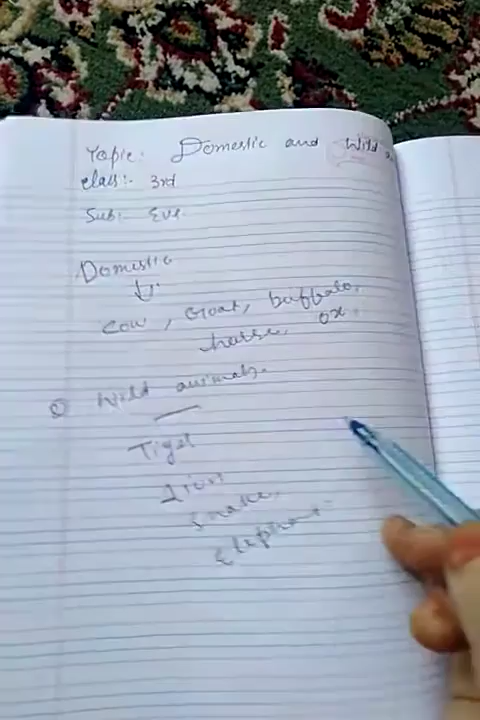 Topic: Domestic and Wild a
class:- 3rd
Sub:- Evs
Domestic
Cow, Goat, buffalo,
horse, ox.
Wild animals.
Tiger
Lion
Snake,
Elephant